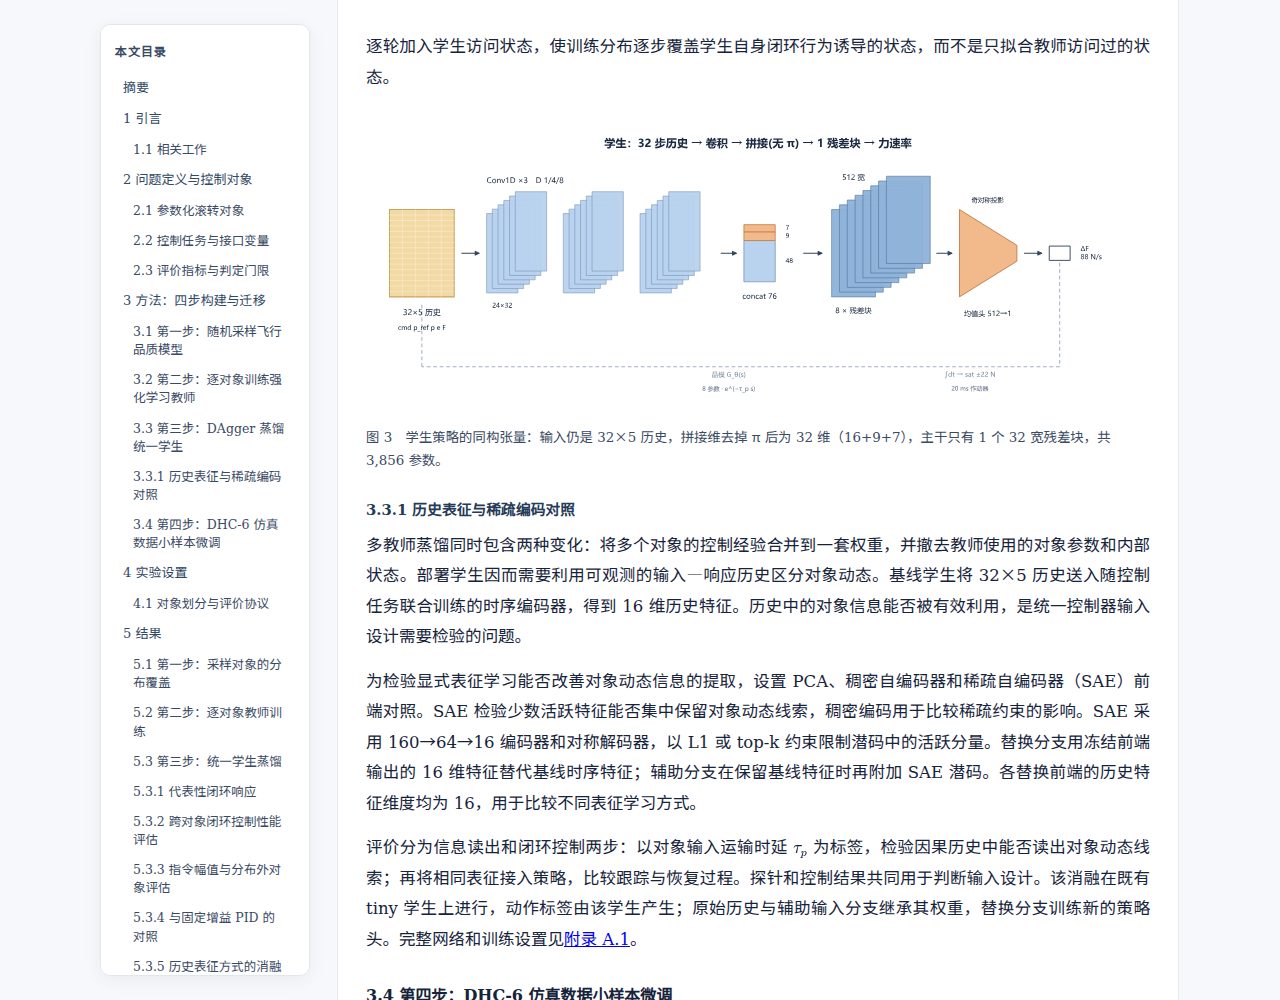 本文目录
摘要
1 引言
1.1 相关工作
2 问题定义与控制对象
2.1 参数化滚转对象
2.2 控制任务与接口变量
2.3 评价指标与判定门限
3 方法：四步构建与迁移
3.1 第一步：随机采样飞行
品质模型
3.2 第二步：逐对象训练强
化学习教师
3.3 第三步：DAgger 蒸馏
统一学生
3.3.1 历史表征与稀疏编码
对照
3.4 第四步：DHC-6 仿真
数据小样本微调
4 实验设置
4.1 对象划分与评价协议
5 结果
5.1 第一步：采样对象的分
布覆盖
5.2 第二步：逐对象教师训
练
5.3 第三步：统一学生蒸馏
5.3.1 代表性闭环响应
5.3.2 跨对象闭环控制性能
评估
5.3.3 指令幅值与分布外对
象评估
5.3.4 与固定增益 PID 的
对照
5.3.5 历史表征方式的消融
逐轮加入学生访问状态，使训练分布逐步覆盖学生自身闭环行为诱导的状态，而不是只拟合教师访问过的状
态。
学生：32 步历史 → 卷积 → 拼接(无 π) → 1 残差块 → 力速率
Conv1D ×3 D 1/4/8
512 宽
奇对称投影
7
9
48
ΔF
88 N/s
concat 76
24×32
32×5 历史
cmd p_ref p e F
8 × 残差块
均值头 512→1
品模 G_θ(s)
8 参数 · e^(−τ_p s)
∫dt → sat ±22 N
20 ms 作动器
图 3 学生策略的同构张量：输入仍是 32×5 历史，拼接维去掉 π 后为 32 维（16+9+7），主干只有 1 个 32 宽残差块，共
3,856 参数。
3.3.1 历史表征与稀疏编码对照
多教师蒸馏同时包含两种变化：将多个对象的控制经验合并到一套权重，并撤去教师使用的对象参数和内部
状态。部署学生因而需要利用可观测的输入—响应历史区分对象动态。基线学生将 32×5 历史送入随控制
任务联合训练的时序编码器，得到 16 维历史特征。历史中的对象信息能否被有效利用，是统一控制器输入
设计需要检验的问题。
为检验显式表征学习能否改善对象动态信息的提取，设置 PCA、稠密自编码器和稀疏自编码器（SAE）前
端对照。SAE 检验少数活跃特征能否集中保留对象动态线索，稠密编码用于比较稀疏约束的影响。SAE 采
用 160→64→16 编码器和对称解码器，以 L1 或 top-k 约束限制潜码中的活跃分量。替换分支用冻结前端
输出的 16 维特征替代基线时序特征；辅助分支在保留基线特征时再附加 SAE 潜码。各替换前端的历史特
征维度均为 16，用于比较不同表征学习方式。
评价分为信息读出和闭环控制两步：以对象输入运输时延 τp 为标签，检验因果历史中能否读出对象动态线
索；再将相同表征接入策略，比较跟踪与恢复过程。探针和控制结果共同用于判断输入设计。该消融在既有
tiny 学生上进行，动作标签由该学生产生；原始历史与辅助输入分支继承其权重，替换分支训练新的策略
头。完整网络和训练设置见附录 A.1。
3.4 第四步：DHC-6 仿真数据小样本微调